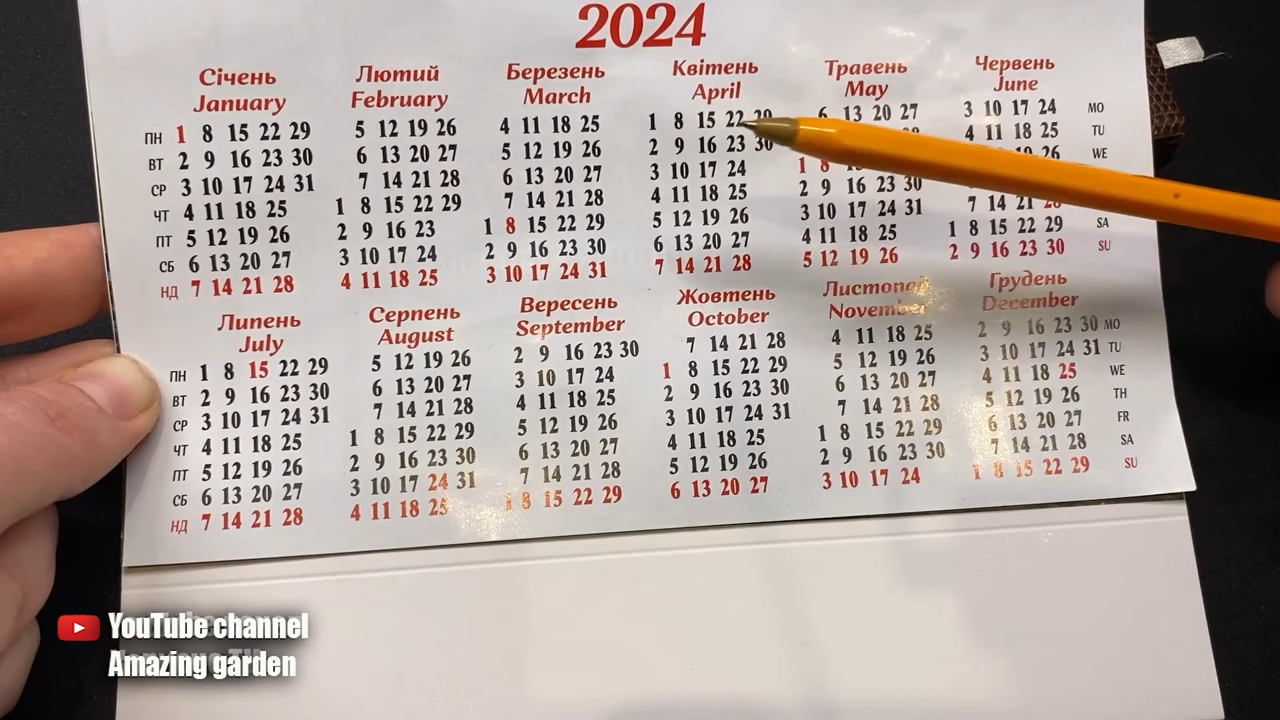 2024
Січень Лютий Березень Квітень Травень Червень
January February March April May June
ПН 1 8 15 22 29 5 12 19 26 4 11 18 25 1 8 15 22 29 6 13 20 27 3 10 17 24 MO
ВТ 2 9 16 23 30 6 13 20 27 5 12 19 26 2 9 16 23 30 4 11 18 25 TU
СР 3 10 17 24 31 7 14 21 28 6 13 20 27 3 10 17 24 1 8 19 26 WE
ЧТ 4 11 18 25 1 8 15 22 29 7 14 21 28 4 11 18 25 2 9 16 23 30 7 14 21 28
ПТ 5 12 19 26 2 9 16 23 1 8 15 22 29 5 12 19 26 3 10 17 24 31 1 8 15 22 29 SA
СБ 6 13 20 27 3 10 17 24 2 9 16 23 30 6 13 20 27 4 11 18 25 2 9 16 23 30 SU
НД 7 14 21 28 4 11 18 25 3 10 17 24 31 7 14 21 28 5 12 19 26
Липень Серпень Вересень Жовтень Листопад Грудень
July August September October November December
ПН 1 8 15 22 29 5 12 19 26 2 9 16 23 30 7 14 21 28 4 11 18 25 2 9 16 23 30 MO
ВТ 2 9 16 23 30 6 13 20 27 3 10 17 24 1 8 15 22 29 5 12 19 26 3 10 17 24 31 TU
СР 3 10 17 24 31 7 14 21 28 4 11 18 25 2 9 16 23 30 6 13 20 27 4 11 18 25 WE
ЧТ 4 11 18 25 1 8 15 22 29 5 12 19 26 3 10 17 24 31 7 14 21 28 5 12 19 26 TH
ПТ 5 12 19 26 2 9 16 23 30 6 13 20 27 4 11 18 25 1 8 15 22 29 6 13 20 27 FR
СБ 6 13 20 27 3 10 17 24 31 7 14 21 28 5 12 19 26 2 9 16 23 30 7 14 21 28 SA
НД 7 14 21 28 4 11 18 25 1 8 15 22 29 6 13 20 27 3 10 17 24 1 8 15 22 29 SU
YouTube channel
Amazing garden